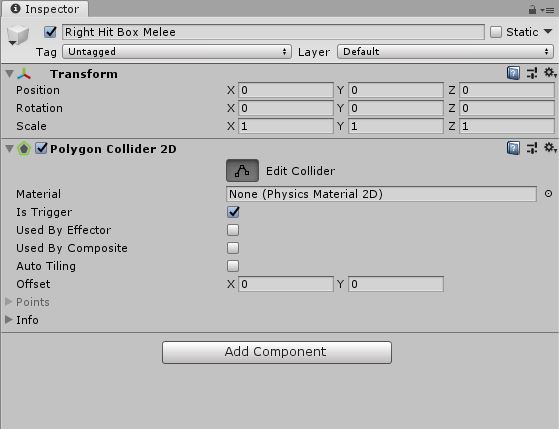 Inspector
Right Hit Box Melee Static
Tag Untagged Layer Default
Transform
Position X 0 Y 0 Z 0
Rotation X 0 Y 0 Z 0
Scale X 1 Y 1 Z 1
Polygon Collider 2D
Edit Collider
Material None (Physics Material 2D)
Is Trigger
Used By Effector
Used By Composite
Auto Tiling
Offset X 0 Y 0
Points
Info
Add Component